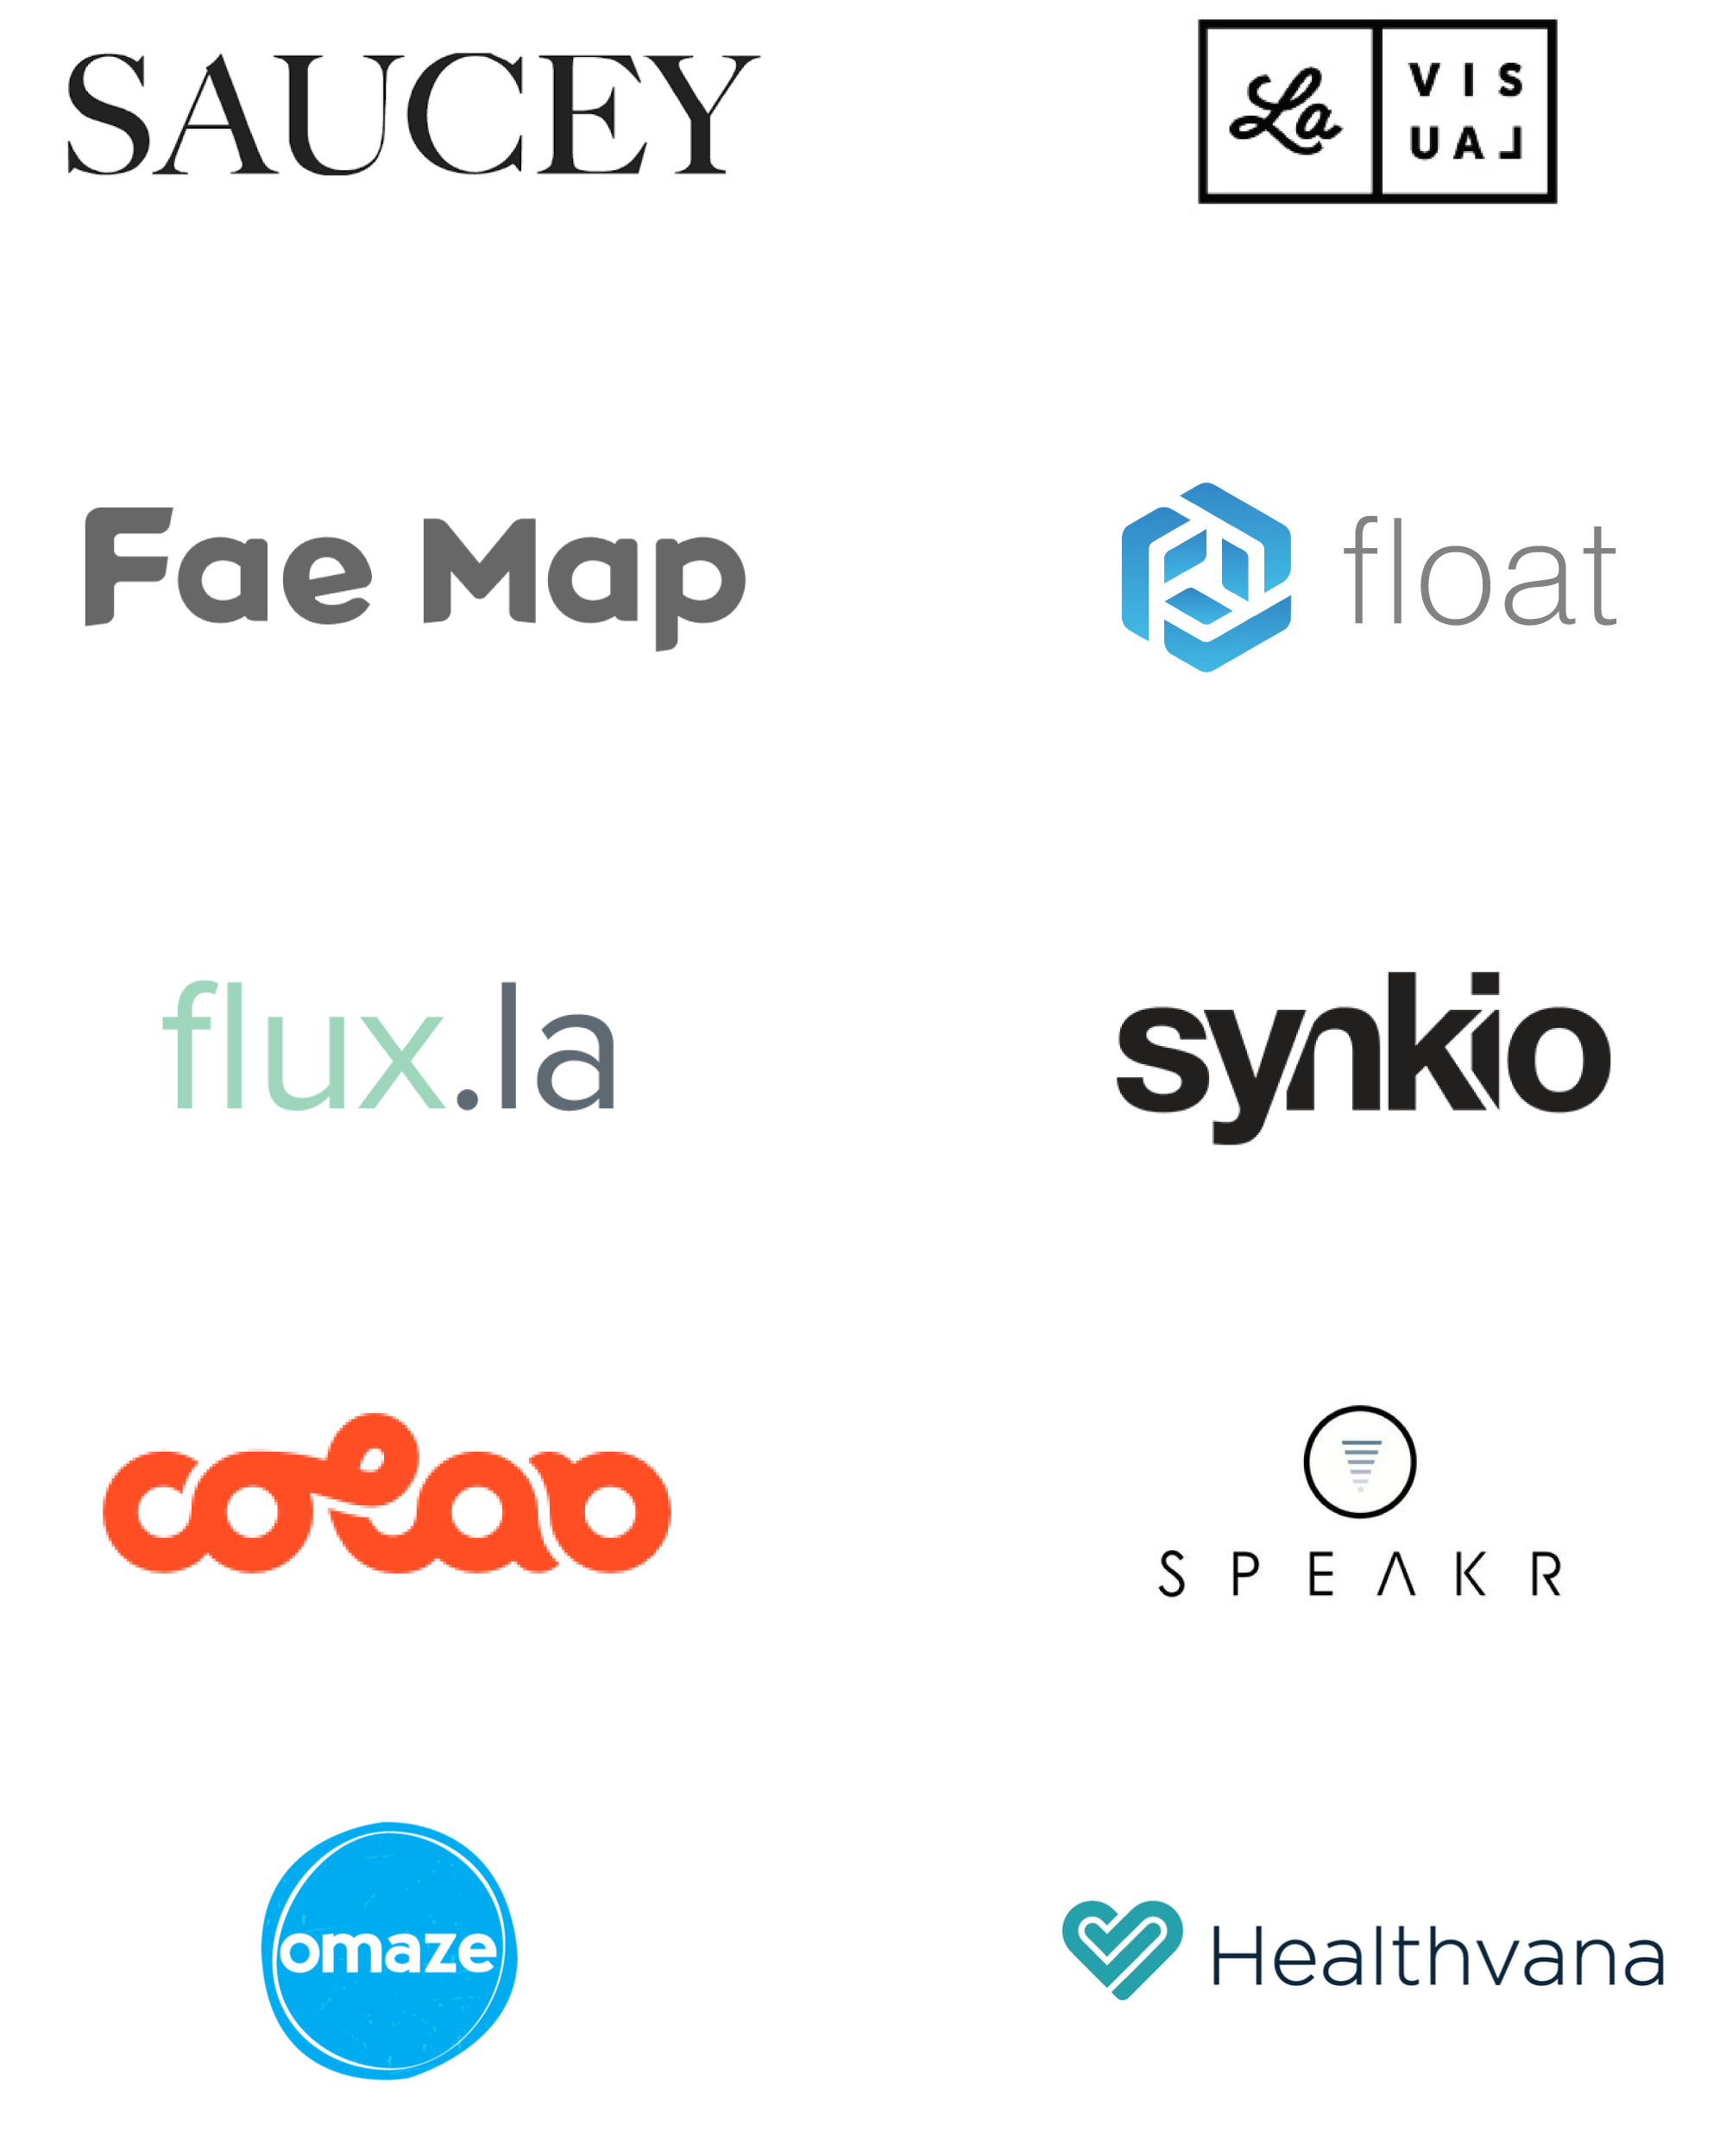 SAUCEY
La
VIS
UAL
Fae Map
float
flux.la
synkio
SPEAKR
omaze
Healthvana